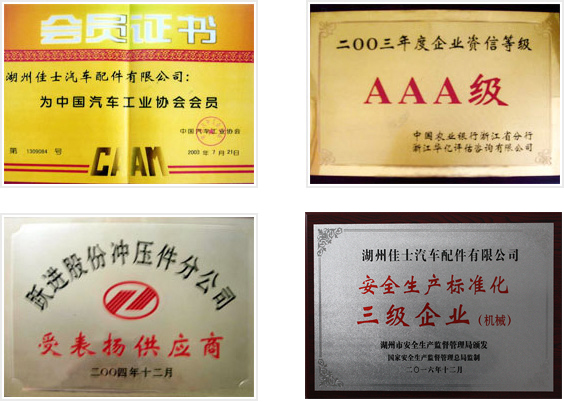 会员证书
湖州佳士汽车配件有限公司：
为中国汽车工业协会会员
中国汽车工业协会
第 1305084 号
2003 年 7 月 21 日
CAAM
二〇〇三年度企业资信等级
AAA级
中国农业银行浙江省分行
浙江华化评估咨询有限公司
跃进股份冲压件分公司
受表扬供应商
二〇〇四年十二月
湖州佳士汽车配件有限公司
安全生产标准化
三级企业（机械）
湖州市安全生产监督管理局颁发
国家安全生产监督管理总局监制
二〇一六年十二月